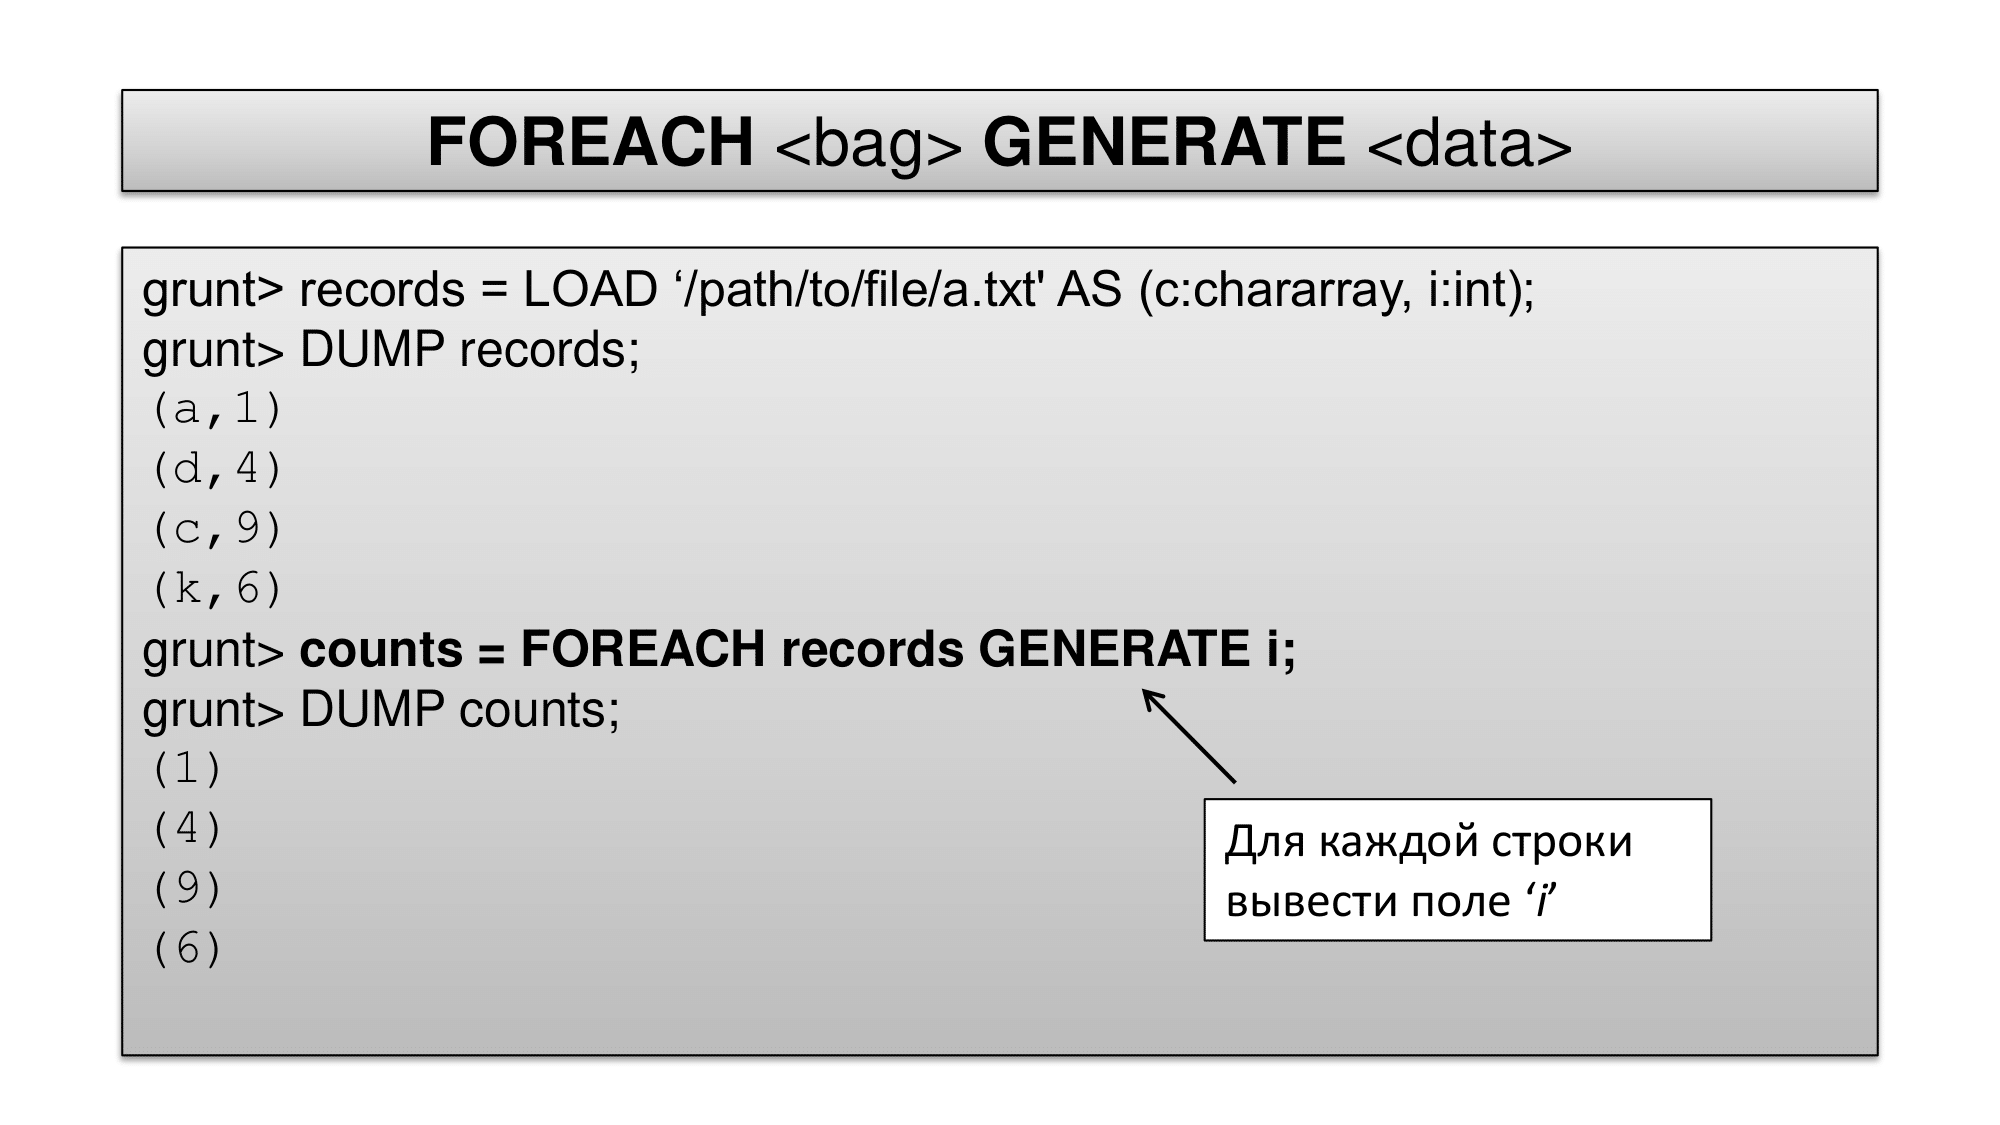 FOREACH <bag> GENERATE <data>
grunt> records = LOAD ‘/path/to/file/a.txt' AS (c:chararray, i:int);
grunt> DUMP records;
(a,1)
(d,4)
(c,9)
(k,6)
grunt> counts = FOREACH records GENERATE i;
grunt> DUMP counts;
(1)
(4)
(9)
(6)
Для каждой строки
вывести поле ‘i’